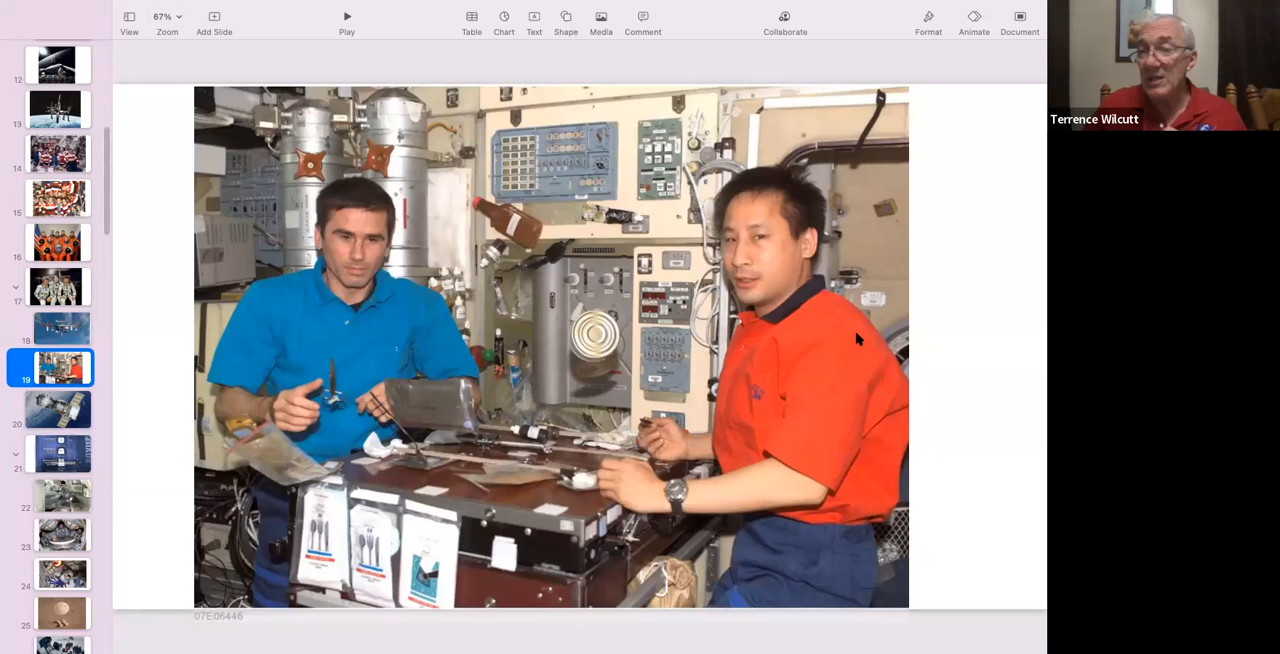 67%
View
Zoom
Add Slide
Play
Table
Chart
Text
Shape
Media
Comment
Collaborate
Format
Animate
Document
12
13
14
15
16
17
18
19
20
21
22
23
24
25
07E06446
Terrence Wilcutt